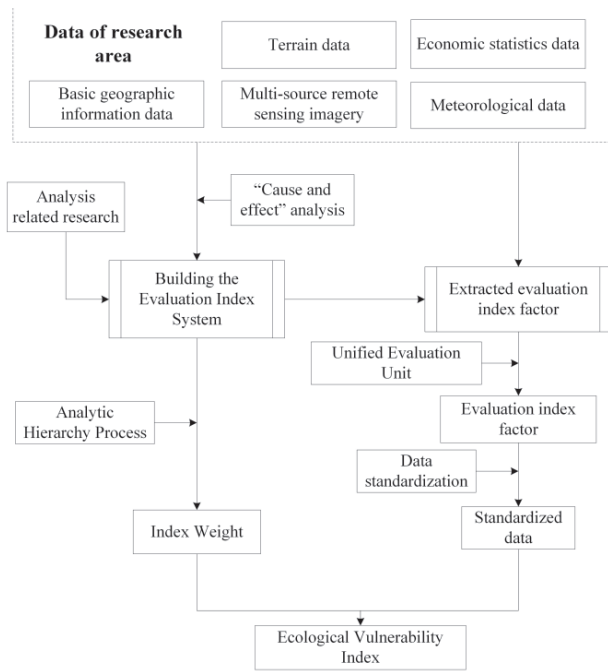 Data of research
area
Terrain data
Economic statistics data
Basic geographic
information data
Multi-source remote
sensing imagery
Meteorological data
“Cause and
effect” analysis
Analysis
related research
Building the
Evaluation Index
System
Extracted evaluation
index factor
Unified Evaluation
Unit
Analytic
Hierarchy Process
Evaluation index
factor
Data
standardization
Index Weight
Standardized
data
Ecological Vulnerability
Index